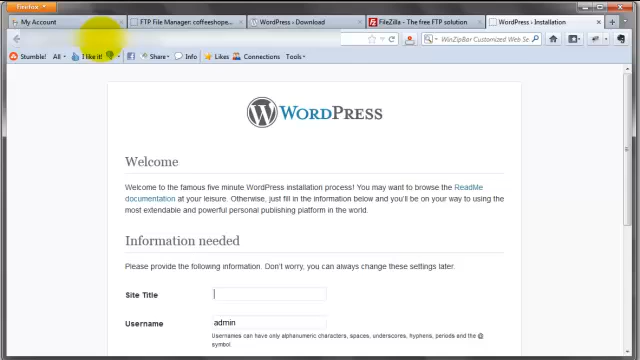 Firefox
My Account
FTP File Manager: coffeeshope...
WordPress › Download
FileZilla - The free FTP solution
WordPress › Installation
WinZipBar Customized Web Se
Stumble! All I like it! Share Info Likes Connections Tools
WORDPRESS
Welcome
Welcome to the famous five minute WordPress installation process! You may want to browse the ReadMe
documentation at your leisure. Otherwise, just fill in the information below and you'll be on your way to using the
most extendable and powerful personal publishing platform in the world.
Information needed
Please provide the following information. Don't worry, you can always change these settings later.
Site Title
Username admin
Usernames can have only alphanumeric characters, spaces, underscores, hyphens, periods and the @
symbol.